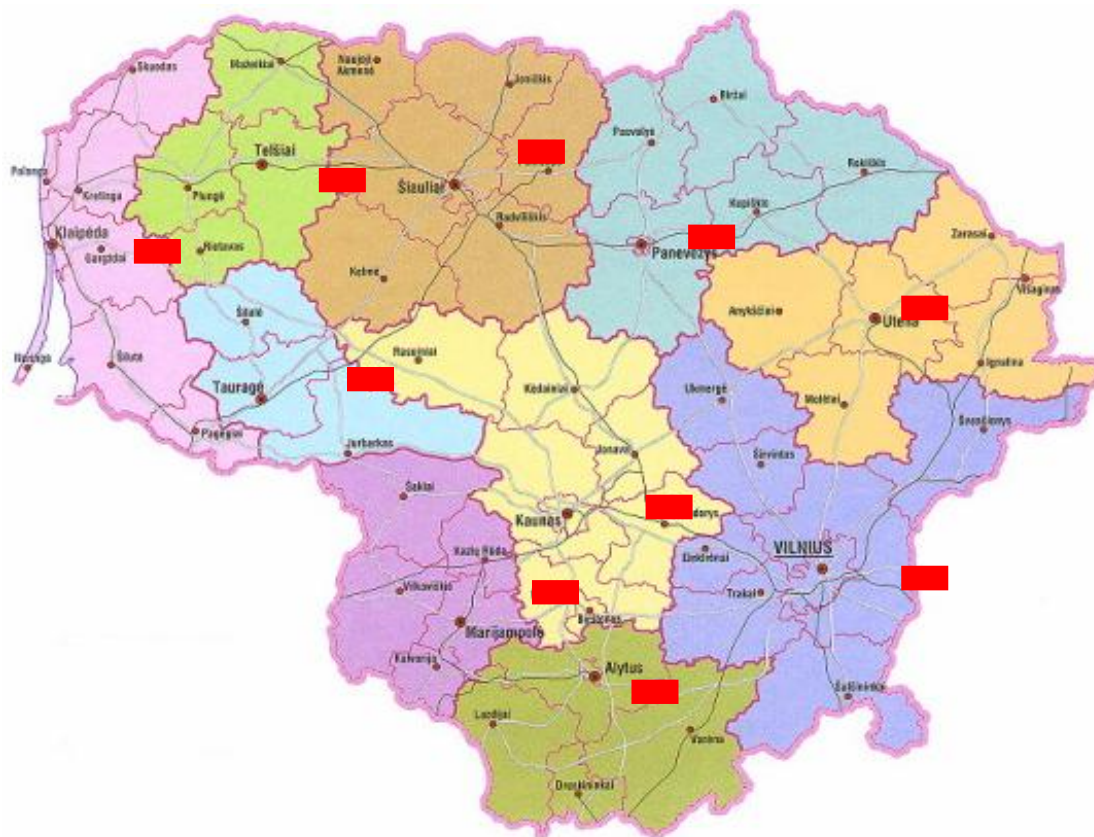 Skuodas
Mažeikiai
Naujoji
Akmenė
Joniškis
Biržai
Pasvalys
Rokiškis
Telšiai
Palanga
Kretinga
Plungė
Šiauliai
Radviliškis
Kupiškis
Klaipėda
Gargždai
Rietavas
Panevėžys
Zarasai
Kelmė
Visaginas
Anykščiai
Utena
Šilalė
Raseiniai
Ignalina
Šilutė
Tauragė
Kėdainiai
Ukmergė
Molėtai
Švenčionys
Pagėgiai
Jurbarkas
Jonava
Širvintos
Šakiai
Kaunas
Kazlų Rūda
Elektrėnai
VILNIUS
Vilkaviškis
Trakai
Birštonas
Marijampolė
Kalvarija
Alytus
Šalčininkai
Lazdijai
Varėna
Druskininkai